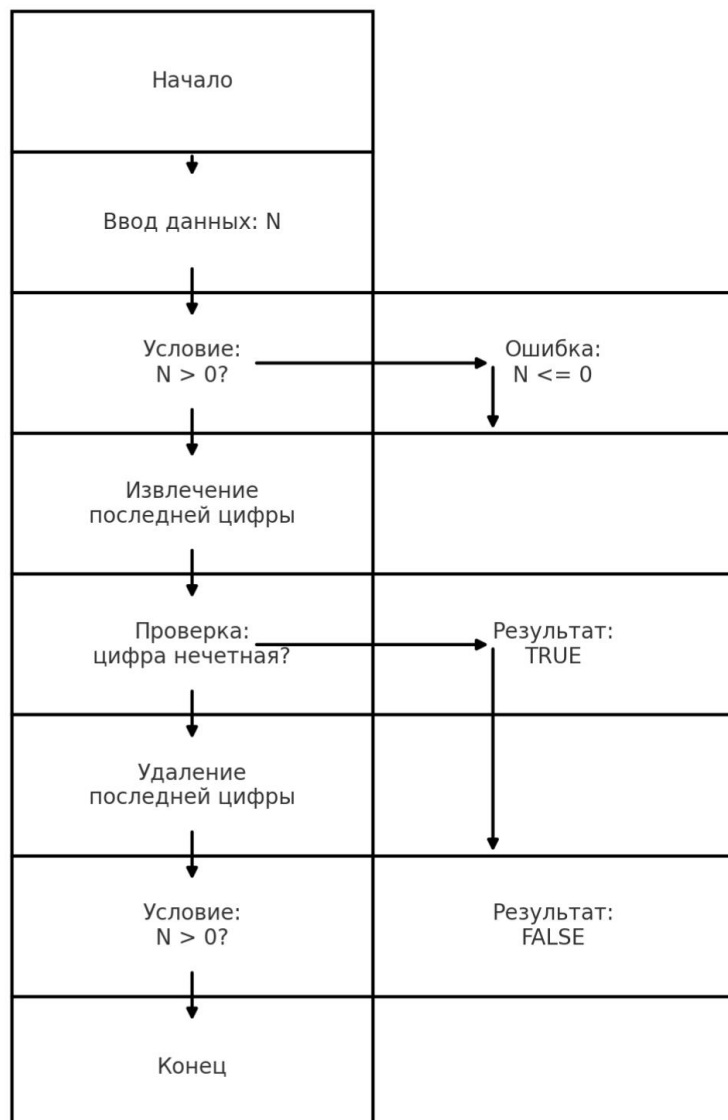 Начало
Ввод данных: N
Условие:
N > 0?
Ошибка:
N <= 0
Извлечение
последней цифры
Проверка:
цифра нечетная?
Результат:
TRUE
Удаление
последней цифры
Условие:
N > 0?
Результат:
FALSE
Конец